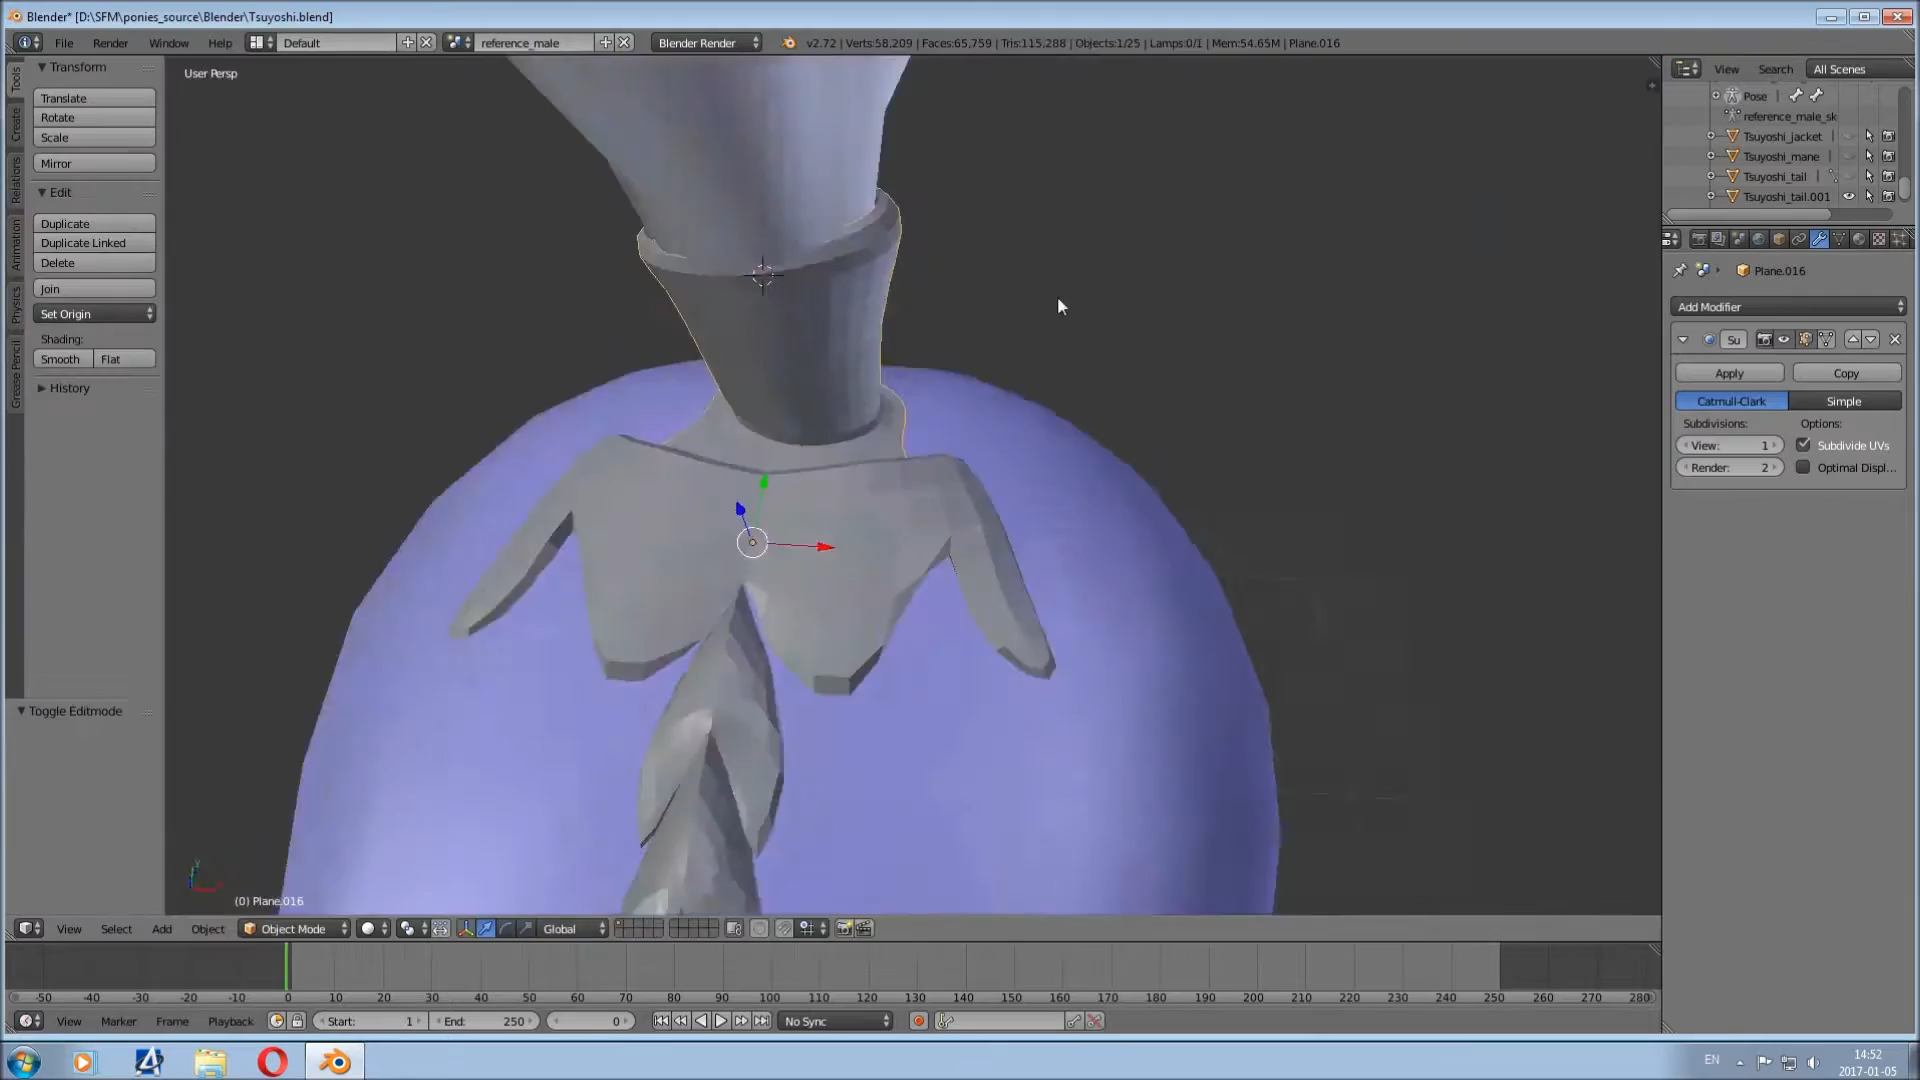 Blender* [D:\SFM\ponies_source\Blender\Tsuyoshi.blend]
File Render Window Help Default reference_male Blender Render v2.72 | Verts:58,209 | Faces:65,759 | Tris:115,288 | Objects:1/25 | Lamps:0/1 | Mem:54.65M | Plane.016
Tools
Create
Relations
Animation
Physics
Grease Pencil
Transform
Translate
Rotate
Scale
Mirror
Edit
Duplicate
Duplicate Linked
Delete
Join
Set Origin
Shading:
Smooth Flat
History
Toggle Editmode
User Persp
(0) Plane.016
View Search All Scenes
Pose
reference_male_sk
Tsuyoshi_jacket
Tsuyoshi_mane
Tsuyoshi_tail
Tsuyoshi_tail.001
Plane.016
Add Modifier
Su
Apply Copy
Catmull-Clark Simple
Subdivisions: Options:
View: 1 Subdivide UVs
Render: 2 Optimal Displ...
View Select Add Object Object Mode Global
-50 -40 -30 -20 -10 0 10 20 30 40 50 60 70 80 90 100 110 120 130 140 150 160 170 180 190 200 210 220 230 240 250 260 270 280
View Marker Frame Playback Start: 1 End: 250 0 No Sync
EN 14:52
2017-01-05